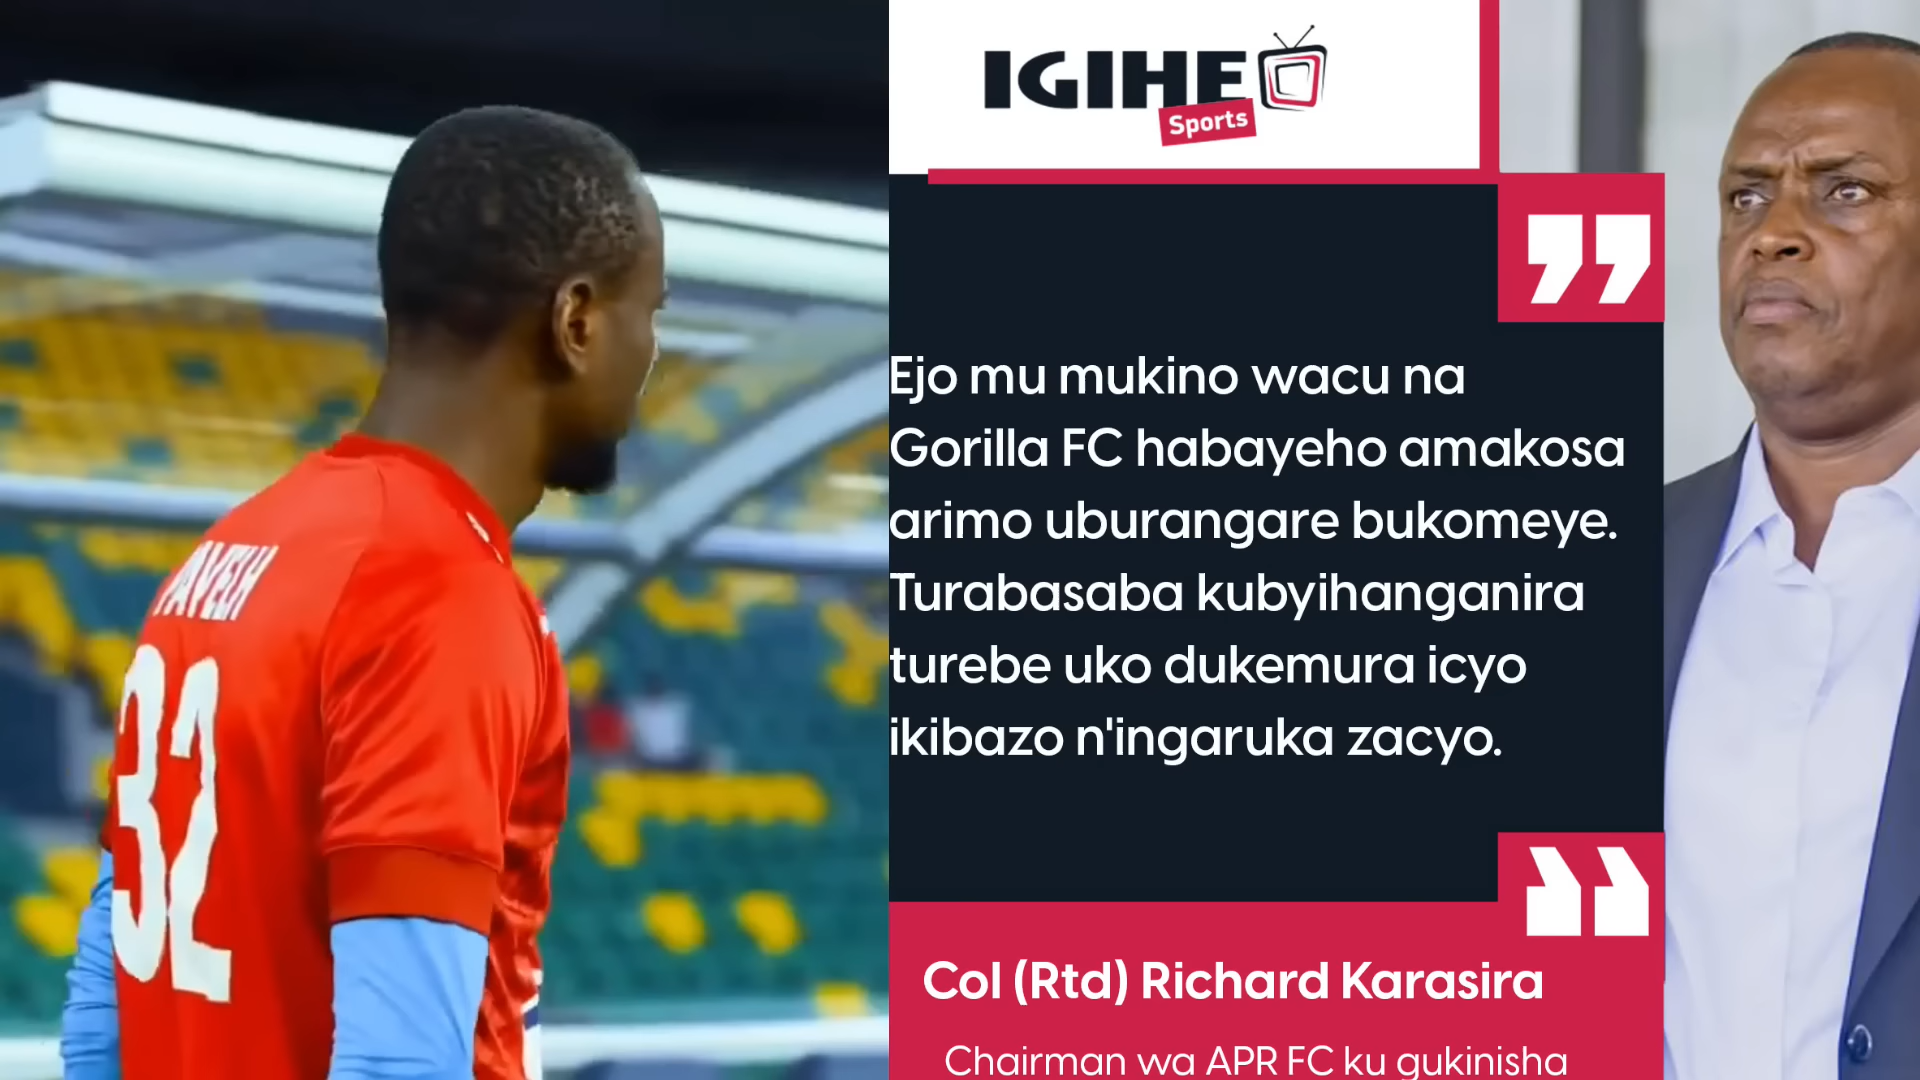 PAVELH
32
IGIHE
Sports
Ejo mu mukino wacu na
Gorilla FC habayeho amakosa
arimo uburangare bukomeye.
Turabasaba kubyihanganira
turebe uko dukemura icyo
ikibazo n'ingaruka zacyo.
Col (Rtd) Richard Karasira
Chairman wa APR FC ku gukinisha